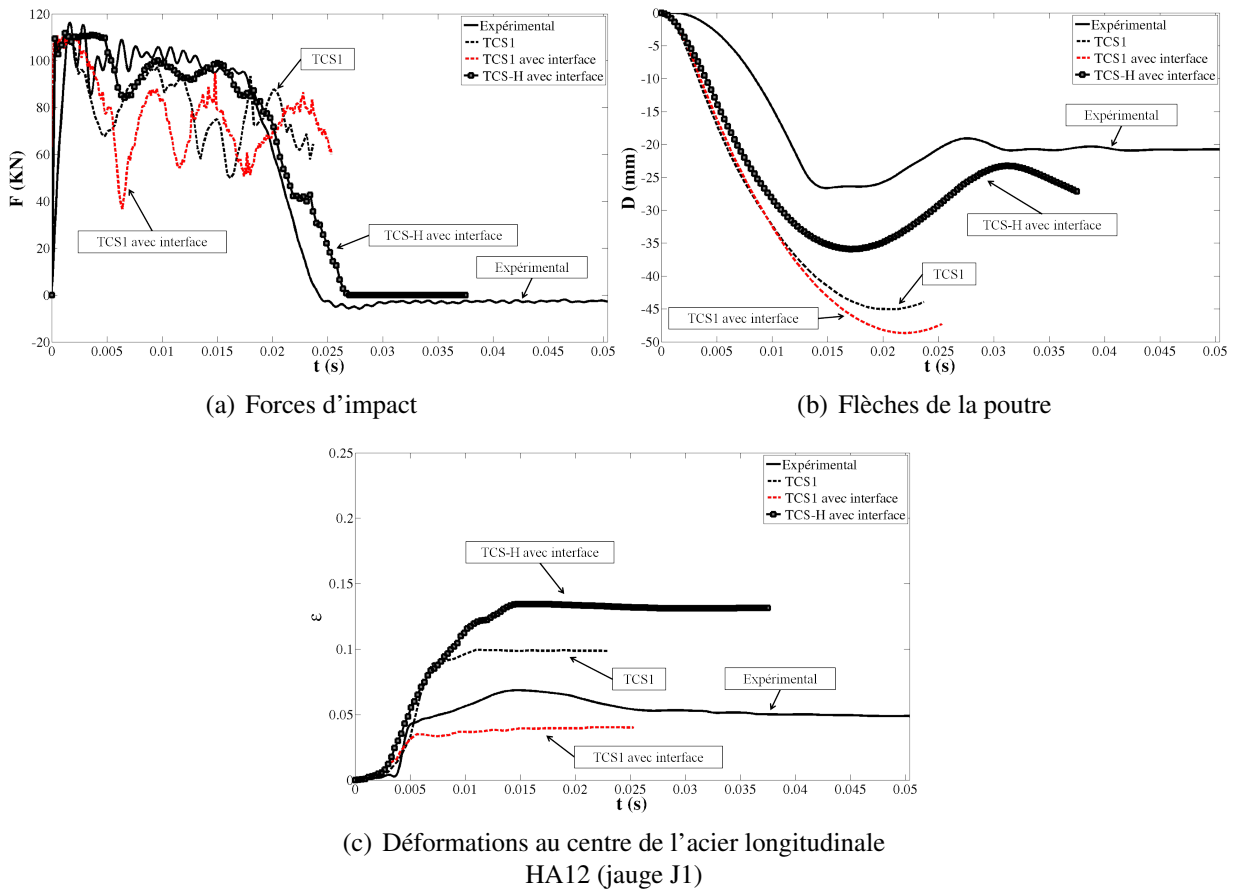 120
100
80
60
40
20
0
-20
F (KN)
0
0.005
0.01
0.015
0.02
0.025
0.03
0.035
0.04
0.045
0.05
t (s)
Expérimental
TCS1
TCS1 avec interface
TCS-H avec interface
TCS1
TCS1 avec interface
TCS-H avec interface
Expérimental
(a) Forces d'impact
0
-5
-10
-15
-20
-25
-30
-35
-40
-45
-50
D (mm)
0
0.005
0.01
0.015
0.02
0.025
0.03
0.035
0.04
0.045
0.05
t (s)
Expérimental
TCS1
TCS1 avec interface
TCS-H avec interface
Expérimental
TCS-H avec interface
TCS1
TCS1 avec interface
(b) Flèches de la poutre
0.25
0.2
0.15
0.1
0.05
0
ε
0
0.005
0.01
0.015
0.02
0.025
0.03
0.035
0.04
0.045
0.05
t (s)
Expérimental
TCS1
TCS1 avec interface
TCS-H avec interface
TCS-H avec interface
TCS1
Expérimental
TCS1 avec interface
(c) Déformations au centre de l'acier longitudinale
HA12 (jauge J1)